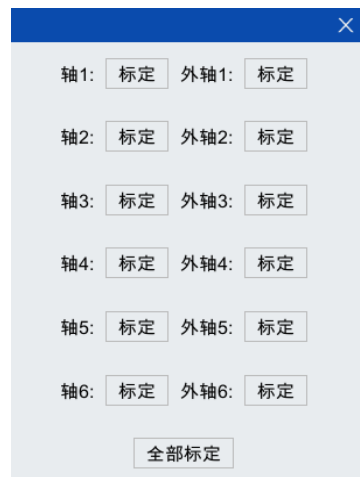 轴1: 标定 外轴1: 标定
轴2: 标定 外轴2: 标定
轴3: 标定 外轴3: 标定
轴4: 标定 外轴4: 标定
轴5: 标定 外轴5: 标定
轴6: 标定 外轴6: 标定
全部标定